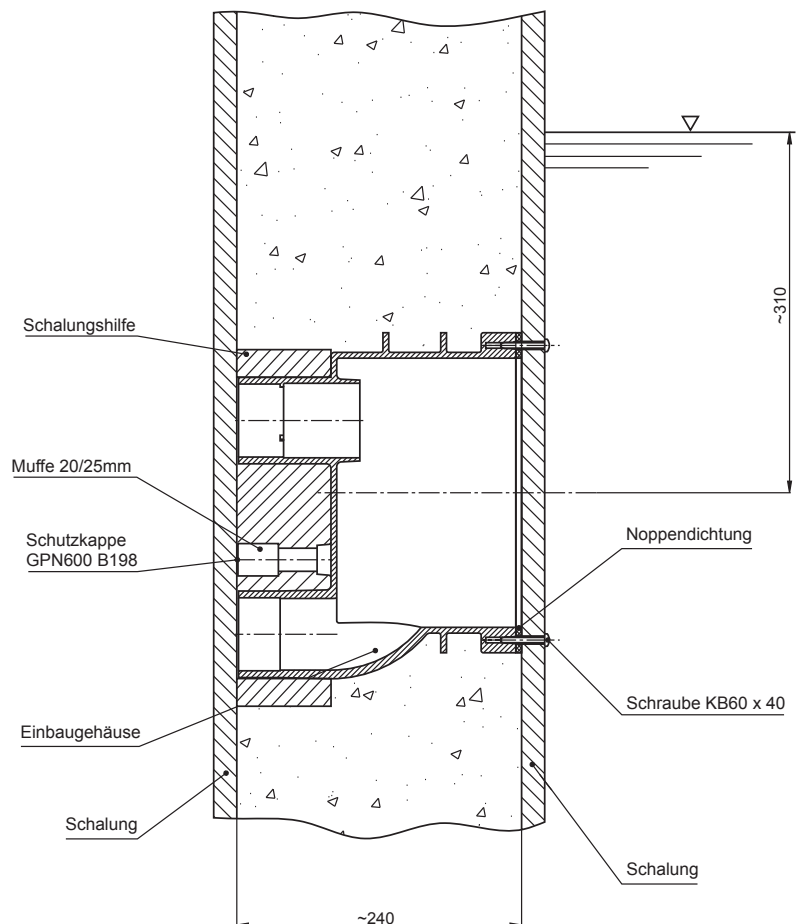 ~310
Schalungshilfe
Muffe 20/25mm
Schutzkappe
GPN600 B198
Noppendichtung
Schraube KB60 x 40
Einbaugehäuse
Schalung
Schalung
~240